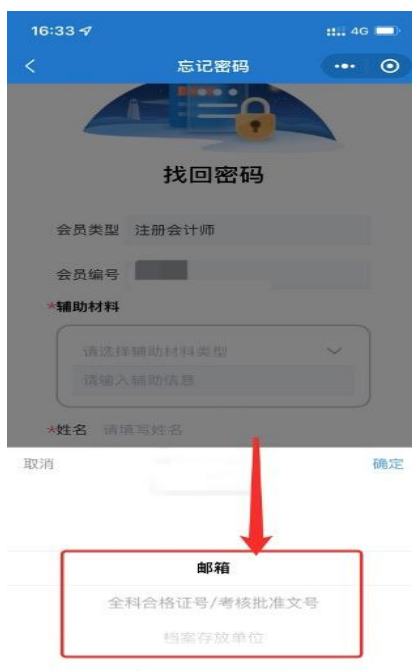 16:33 4G
忘记密码
找回密码
会员类型 注册会计师
会员编号
*辅助材料
请选择辅助材料类型
请输入辅助信息
*姓名 请填写姓名
取消 确定
邮箱
全科合格证号/考核批准文号
档案存放单位